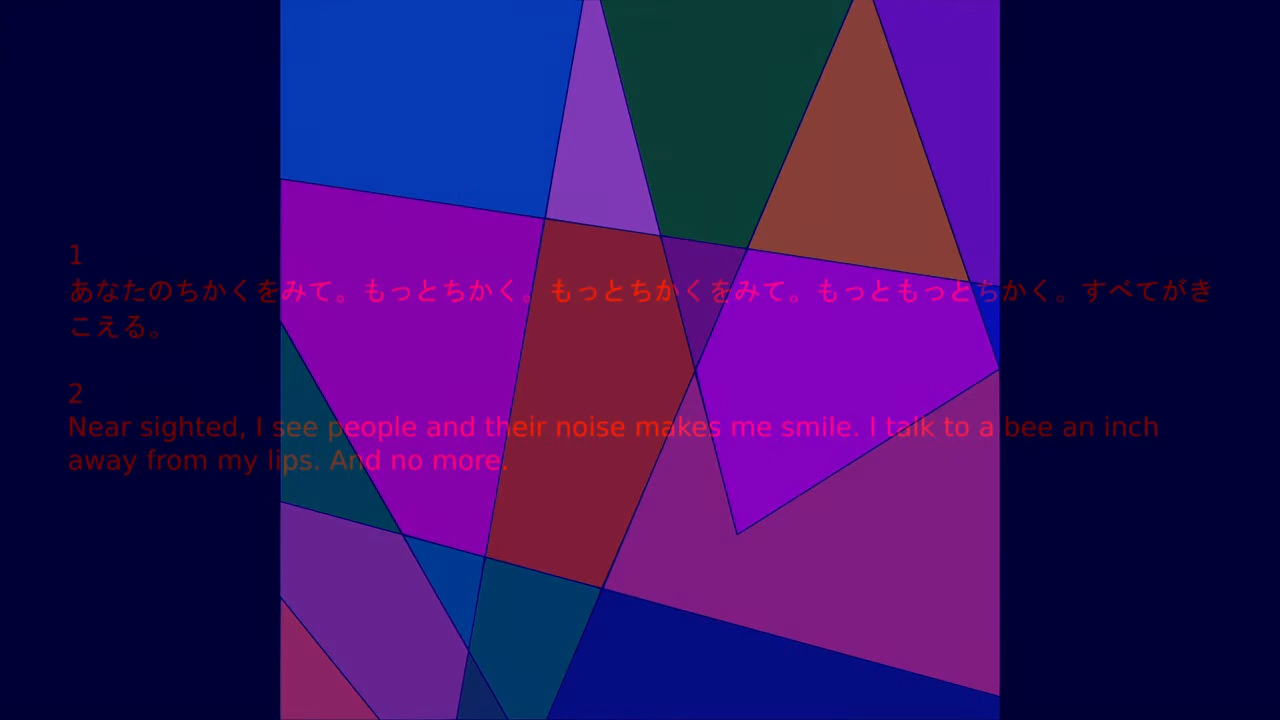 1
あなたのちかくをみて。もっとちかく。もっとちかくをみて。もっともっとちかく。すべてがき
こえる。
2
Near sighted, I see people and their noise makes me smile. I talk to a bee an inch
away from my lips. And no more.